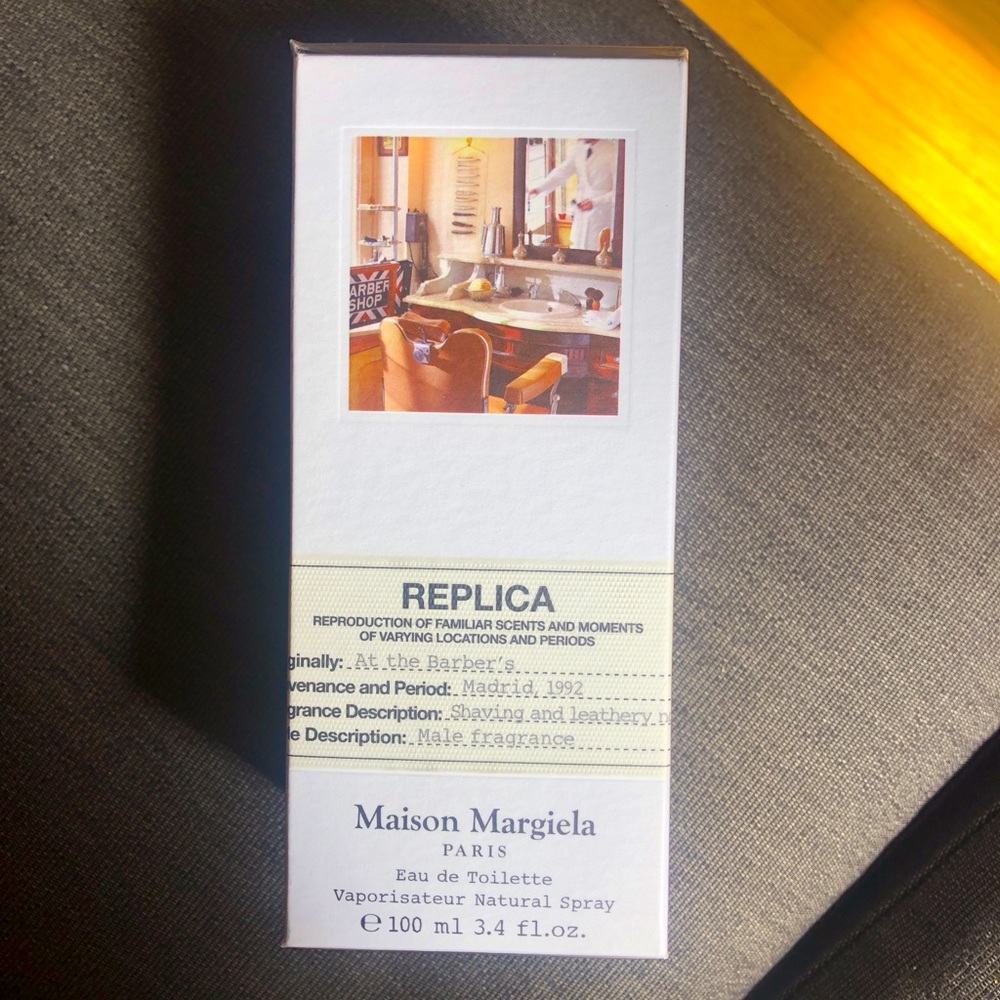 ARBER
SHOP
REPLICA
REPRODUCTION OF FAMILIAR SCENTS AND MOMENTS
OF VARYING LOCATIONS AND PERIODS
ginally: At the Barber's
venance and Period: Madrid, 1992
grance Description: Shaving and leathery n
le Description: Male fragrance
Maison Margiela
PARIS
Eau de Toilette
Vaporisateur Natural Spray
℮ 100 ml 3.4 fl.oz.